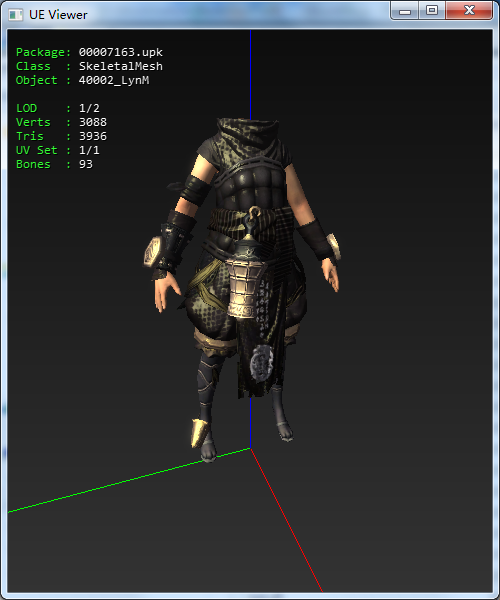 UE Viewer
Package: 00007163.upk
Class : SkeletalMesh
Object : 40002_LynM
LOD : 1/2
Verts : 3088
Tris : 3936
UV Set : 1/1
Bones : 93